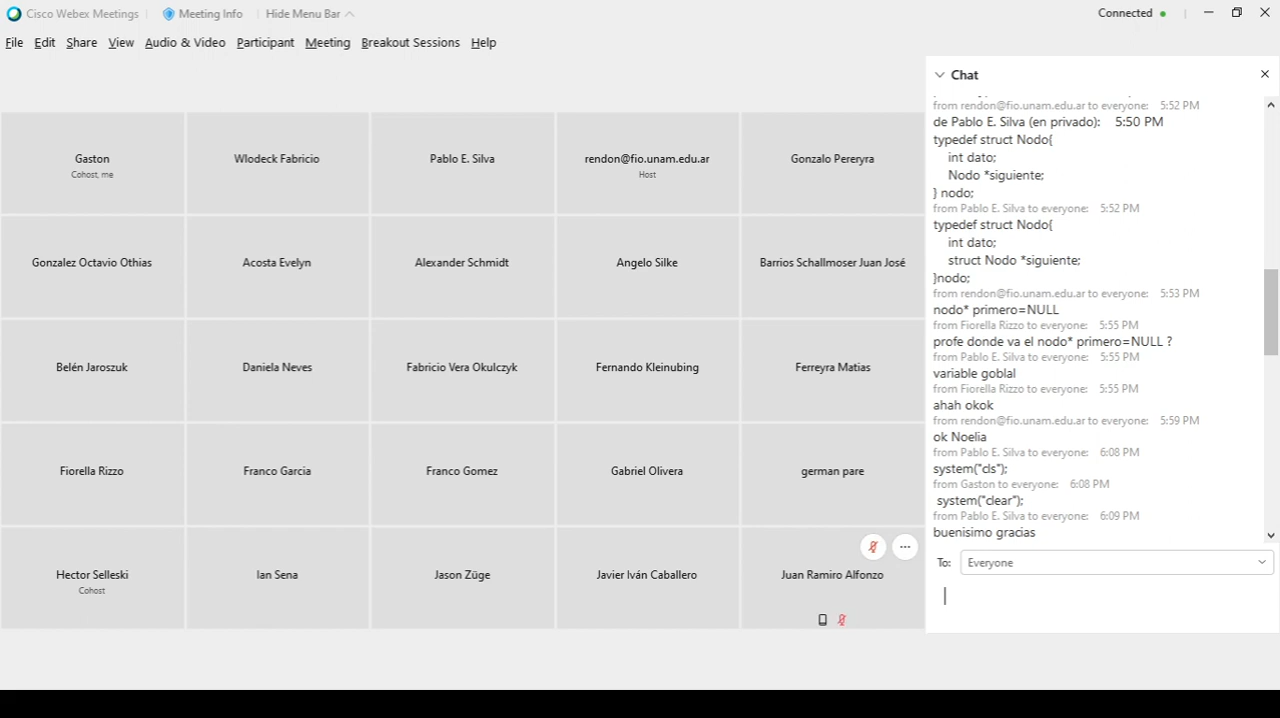 Cisco Webex Meetings
Meeting Info
Hide Menu Bar
Connected
File Edit Share View Audio & Video Participant Meeting Breakout Sessions Help
Gaston
Cohost, me
Wlodeck Fabricio
Pablo E. Silva
rendon@fio.unam.edu.ar
Host
Gonzalo Pereryra
Gonzalez Octavio Othias
Acosta Evelyn
Alexander Schmidt
Angelo Silke
Barrios Schallmoser Juan José
Belén Jaroszuk
Daniela Neves
Fabricio Vera Okulczyk
Fernando Kleinubing
Ferreyra Matias
Fiorella Rizzo
Franco Garcia
Franco Gomez
Gabriel Olivera
german pare
Hector Selleski
Cohost
Ian Sena
Jason Züge
Javier Iván Caballero
Juan Ramiro Alfonzo
Chat
from rendon@fio.unam.edu.ar to everyone: 5:52 PM
de Pablo E. Silva (en privado): 5:50 PM
typedef struct Nodo{
int dato;
Nodo *siguiente;
} nodo;
from Pablo E. Silva to everyone: 5:52 PM
typedef struct Nodo{
int dato;
struct Nodo *siguiente;
}nodo;
from rendon@fio.unam.edu.ar to everyone: 5:53 PM
nodo* primero=NULL
from Fiorella Rizzo to everyone: 5:55 PM
profe donde va el nodo* primero=NULL ?
from Pablo E. Silva to everyone: 5:55 PM
variable goblal
from Fiorella Rizzo to everyone: 5:55 PM
ahah okok
from rendon@fio.unam.edu.ar to everyone: 5:59 PM
ok Noelia
from Pablo E. Silva to everyone: 6:08 PM
system("cls");
from Gaston to everyone: 6:08 PM
system("clear");
from Pablo E. Silva to everyone: 6:09 PM
buenisimo gracias
To: Everyone